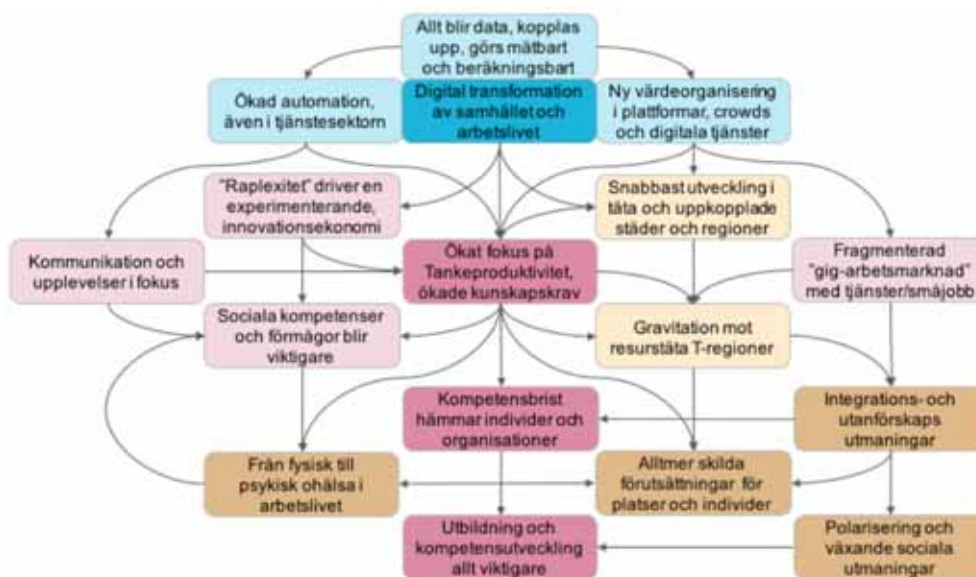 Allt blir data, kopplas
upp, görs mätbart
och beräkningsbart
Ökad automation,
även i tjänstesektorn
Digital transformation
av samhället och
arbetslivet
Ny värdeorganisering
i plattformar, crowds
och digitala tjänster
"Raplexitet" driver en
experimenterande,
innovationsekonomi
Snabbast utveckling i
täta och uppkopplade
städer och regioner
Kommunikation och
upplevelser i fokus
Ökat fokus på
Tankeproduktivitet,
ökade kunskapskrav
Fragmenterad
"gig-arbetsmarknad"
med tjänster/småjobb
Sociala kompetenser
och förmågor blir
viktigare
Gravitation mot
resurstäta T-regioner
Kompetensbrist
hämmar individer och
organisationer
Integrations- och
utanförskaps
utmaningar
Från fysisk till
psykisk ohälsa i
arbetslivet
Alltmer skilda
förutsättningar för
platser och individer
Utbildning och
kompetensutveckling
allt viktigare
Polarisering och
växande sociala
utmaningar